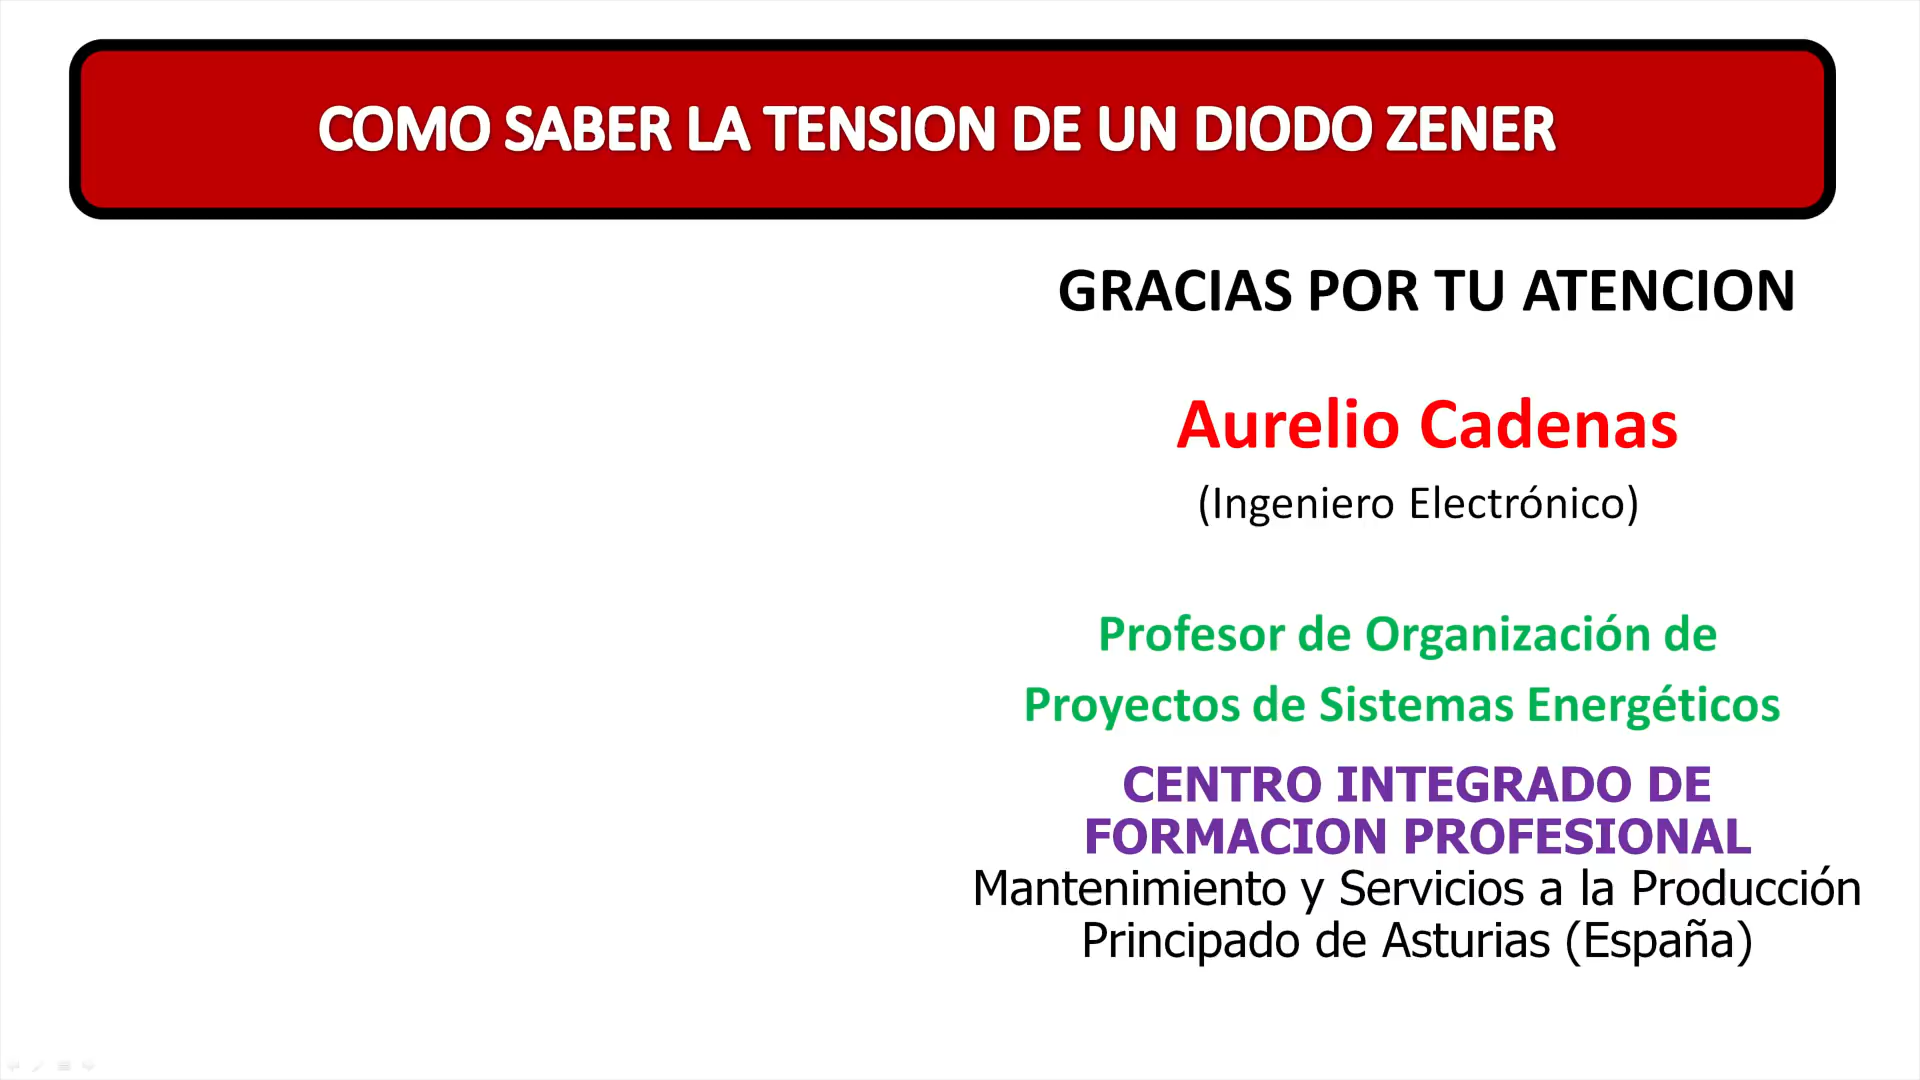 COMO SABER LA TENSION DE UN DIODO ZENER
GRACIAS POR TU ATENCION
Aurelio Cadenas
(Ingeniero Electrónico)
Profesor de Organización de
Proyectos de Sistemas Energéticos
CENTRO INTEGRADO DE
FORMACION PROFESIONAL
Mantenimiento y Servicios a la Producción
Principado de Asturias (España)